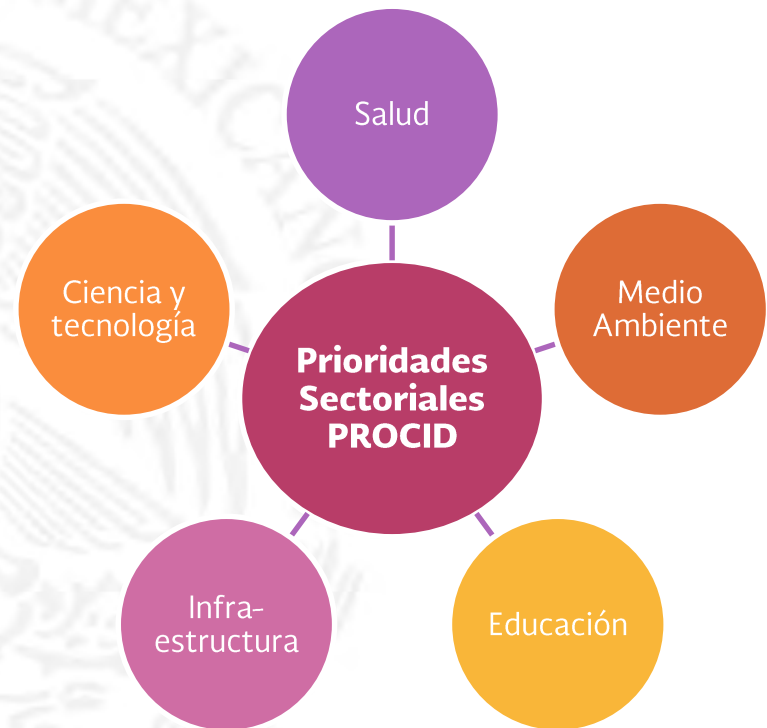 Salud
Ciencia y
tecnología
Medio
Ambiente
Prioridades
Sectoriales
PROCID
Infra-
estructura
Educación